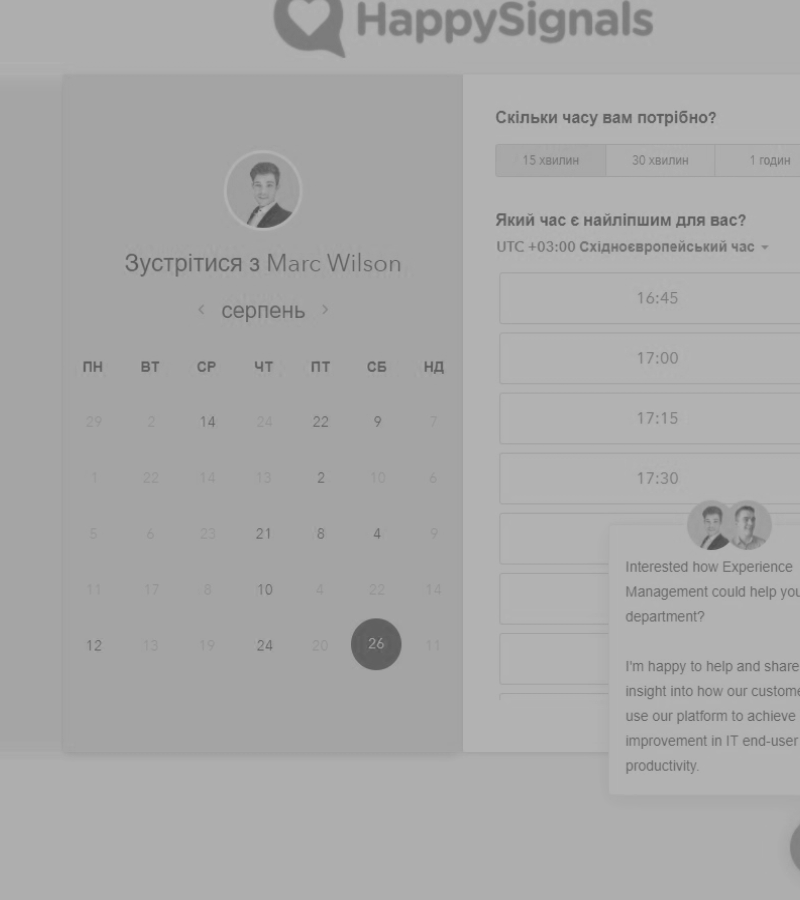 HappySignals
Зустрітися з Marc Wilson
серпень
ПН ВТ СР ЧТ ПТ СБ НД
29 2 14 24 22 9 7
1 22 14 13 2 10 6
5 6 23 21 8 4 9
11 17 8 10 4 22 14
12 13 19 24 20 26 11
Скільки часу вам потрібно?
15 хвилин 30 хвилин 1 годин
Який час є найліпшим для вас?
UTC +03:00 Східноєвропейський час
16:45
17:00
17:15
17:30
Interested how Experience
Management could help you
department?
I'm happy to help and share
insight into how our custome
use our platform to achieve
improvement in IT end-user
productivity.